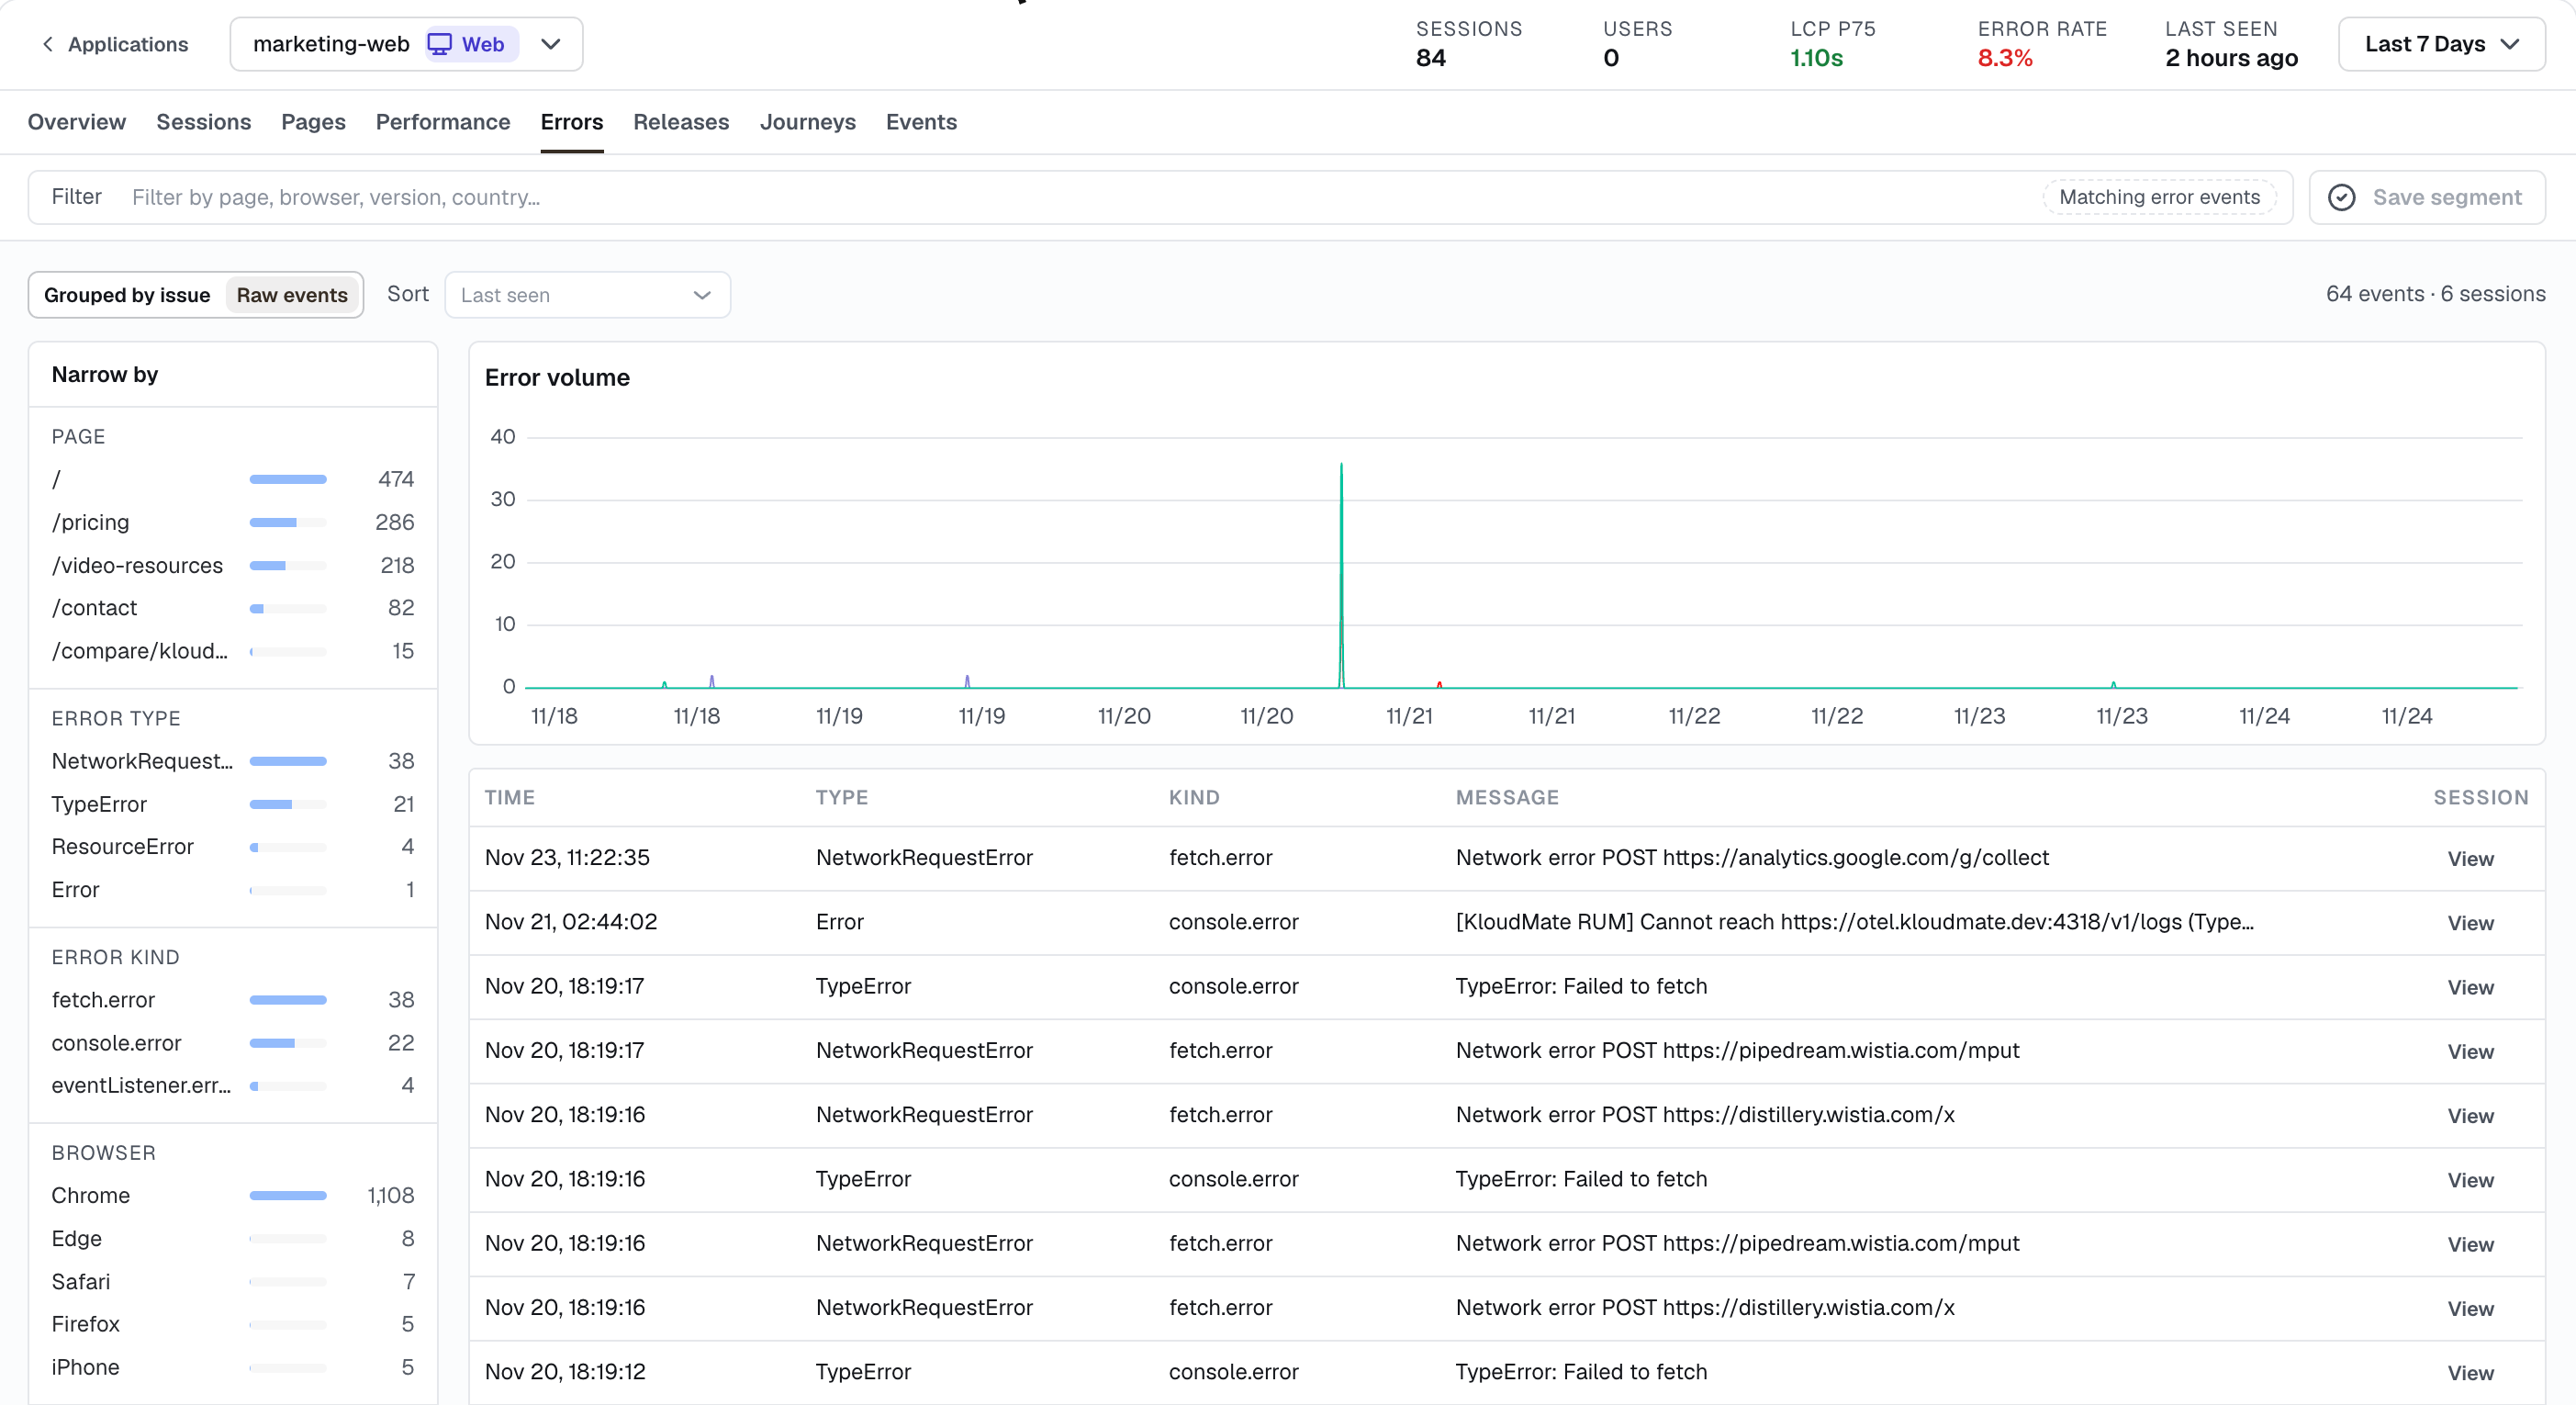 Applications
marketing-web Web
SESSIONS
84
USERS
0
LCP P75
1.10s
ERROR RATE
8.3%
LAST SEEN
2 hours ago
Last 7 Days
Overview Sessions Pages Performance Errors Releases Journeys Events
Filter Filter by page, browser, version, country...
Matching error events
Save segment
Grouped by issue Raw events Sort Last seen
64 events · 6 sessions
Narrow by
PAGE
/ 474
/pricing 286
/video-resources 218
/contact 82
/compare/kloud... 15
ERROR TYPE
NetworkRequest... 38
TypeError 21
ResourceError 4
Error 1
ERROR KIND
fetch.error 38
console.error 22
eventListener.err... 4
BROWSER
Chrome 1,108
Edge 8
Safari 7
Firefox 5
iPhone 5
Error volume
40
30
20
10
0
11/18 11/18 11/19 11/19 11/20 11/20 11/21 11/21 11/22 11/22 11/23 11/23 11/24 11/24
TIME TYPE KIND MESSAGE SESSION
Nov 23, 11:22:35 NetworkRequestError fetch.error Network error POST https://analytics.google.com/g/collect View
Nov 21, 02:44:02 Error console.error [KloudMate RUM] Cannot reach https://otel.kloudmate.dev:4318/v1/logs (Type... View
Nov 20, 18:19:17 TypeError console.error TypeError: Failed to fetch View
Nov 20, 18:19:17 NetworkRequestError fetch.error Network error POST https://pipedream.wistia.com/mput View
Nov 20, 18:19:16 NetworkRequestError fetch.error Network error POST https://distillery.wistia.com/x View
Nov 20, 18:19:16 TypeError console.error TypeError: Failed to fetch View
Nov 20, 18:19:16 NetworkRequestError fetch.error Network error POST https://pipedream.wistia.com/mput View
Nov 20, 18:19:16 NetworkRequestError fetch.error Network error POST https://distillery.wistia.com/x View
Nov 20, 18:19:12 TypeError console.error TypeError: Failed to fetch View